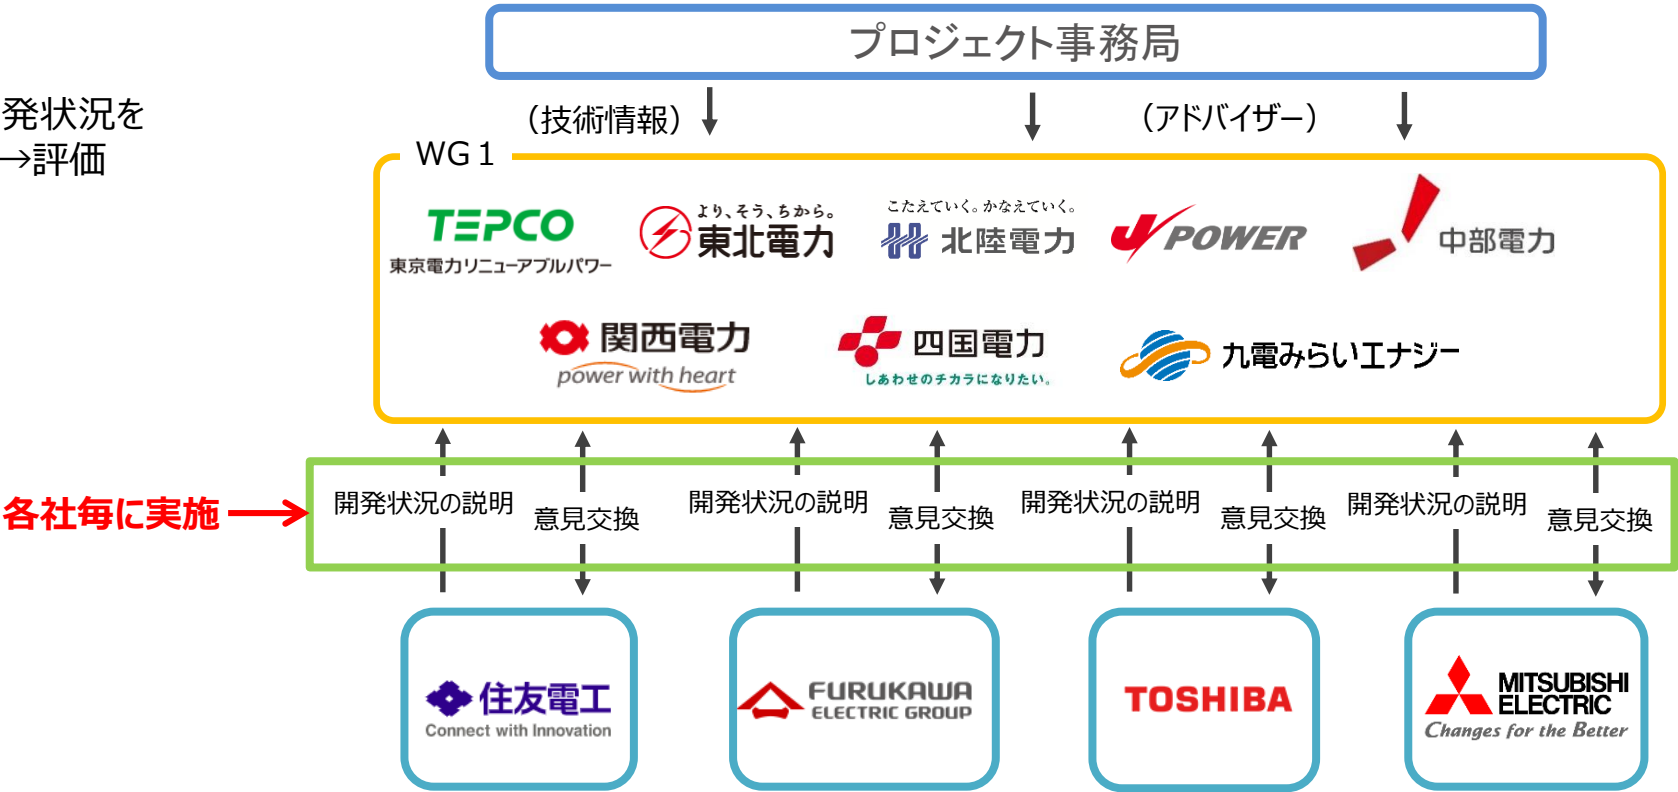 プロジェクト事務局
発状況を
→評価
（技術情報）
（アドバイザー）
WG１
TEPCO
東京電力リニューアブルパワー
より、そう、ちから。
東北電力
こたえていく。かなえていく。
北陸電力
J POWER
中部電力
関西電力
power with heart
四国電力
しあわせのチカラになりたい。
九電みらいエナジー
各社毎に実施
開発状況の説明
意見交換
開発状況の説明
意見交換
開発状況の説明
意見交換
開発状況の説明
意見交換
住友電工
Connect with Innovation
FURUKAWA
ELECTRIC GROUP
TOSHIBA
MITSUBISHI
ELECTRIC
Changes for the Better